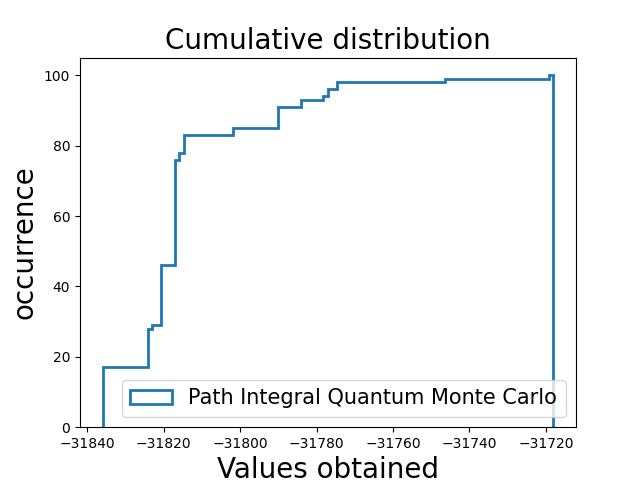 Cumulative distribution
100
80
60
40
20
0
occurrence
Path Integral Quantum Monte Carlo
−31840 −31820 −31800 −31780 −31760 −31740 −31720
Values obtained